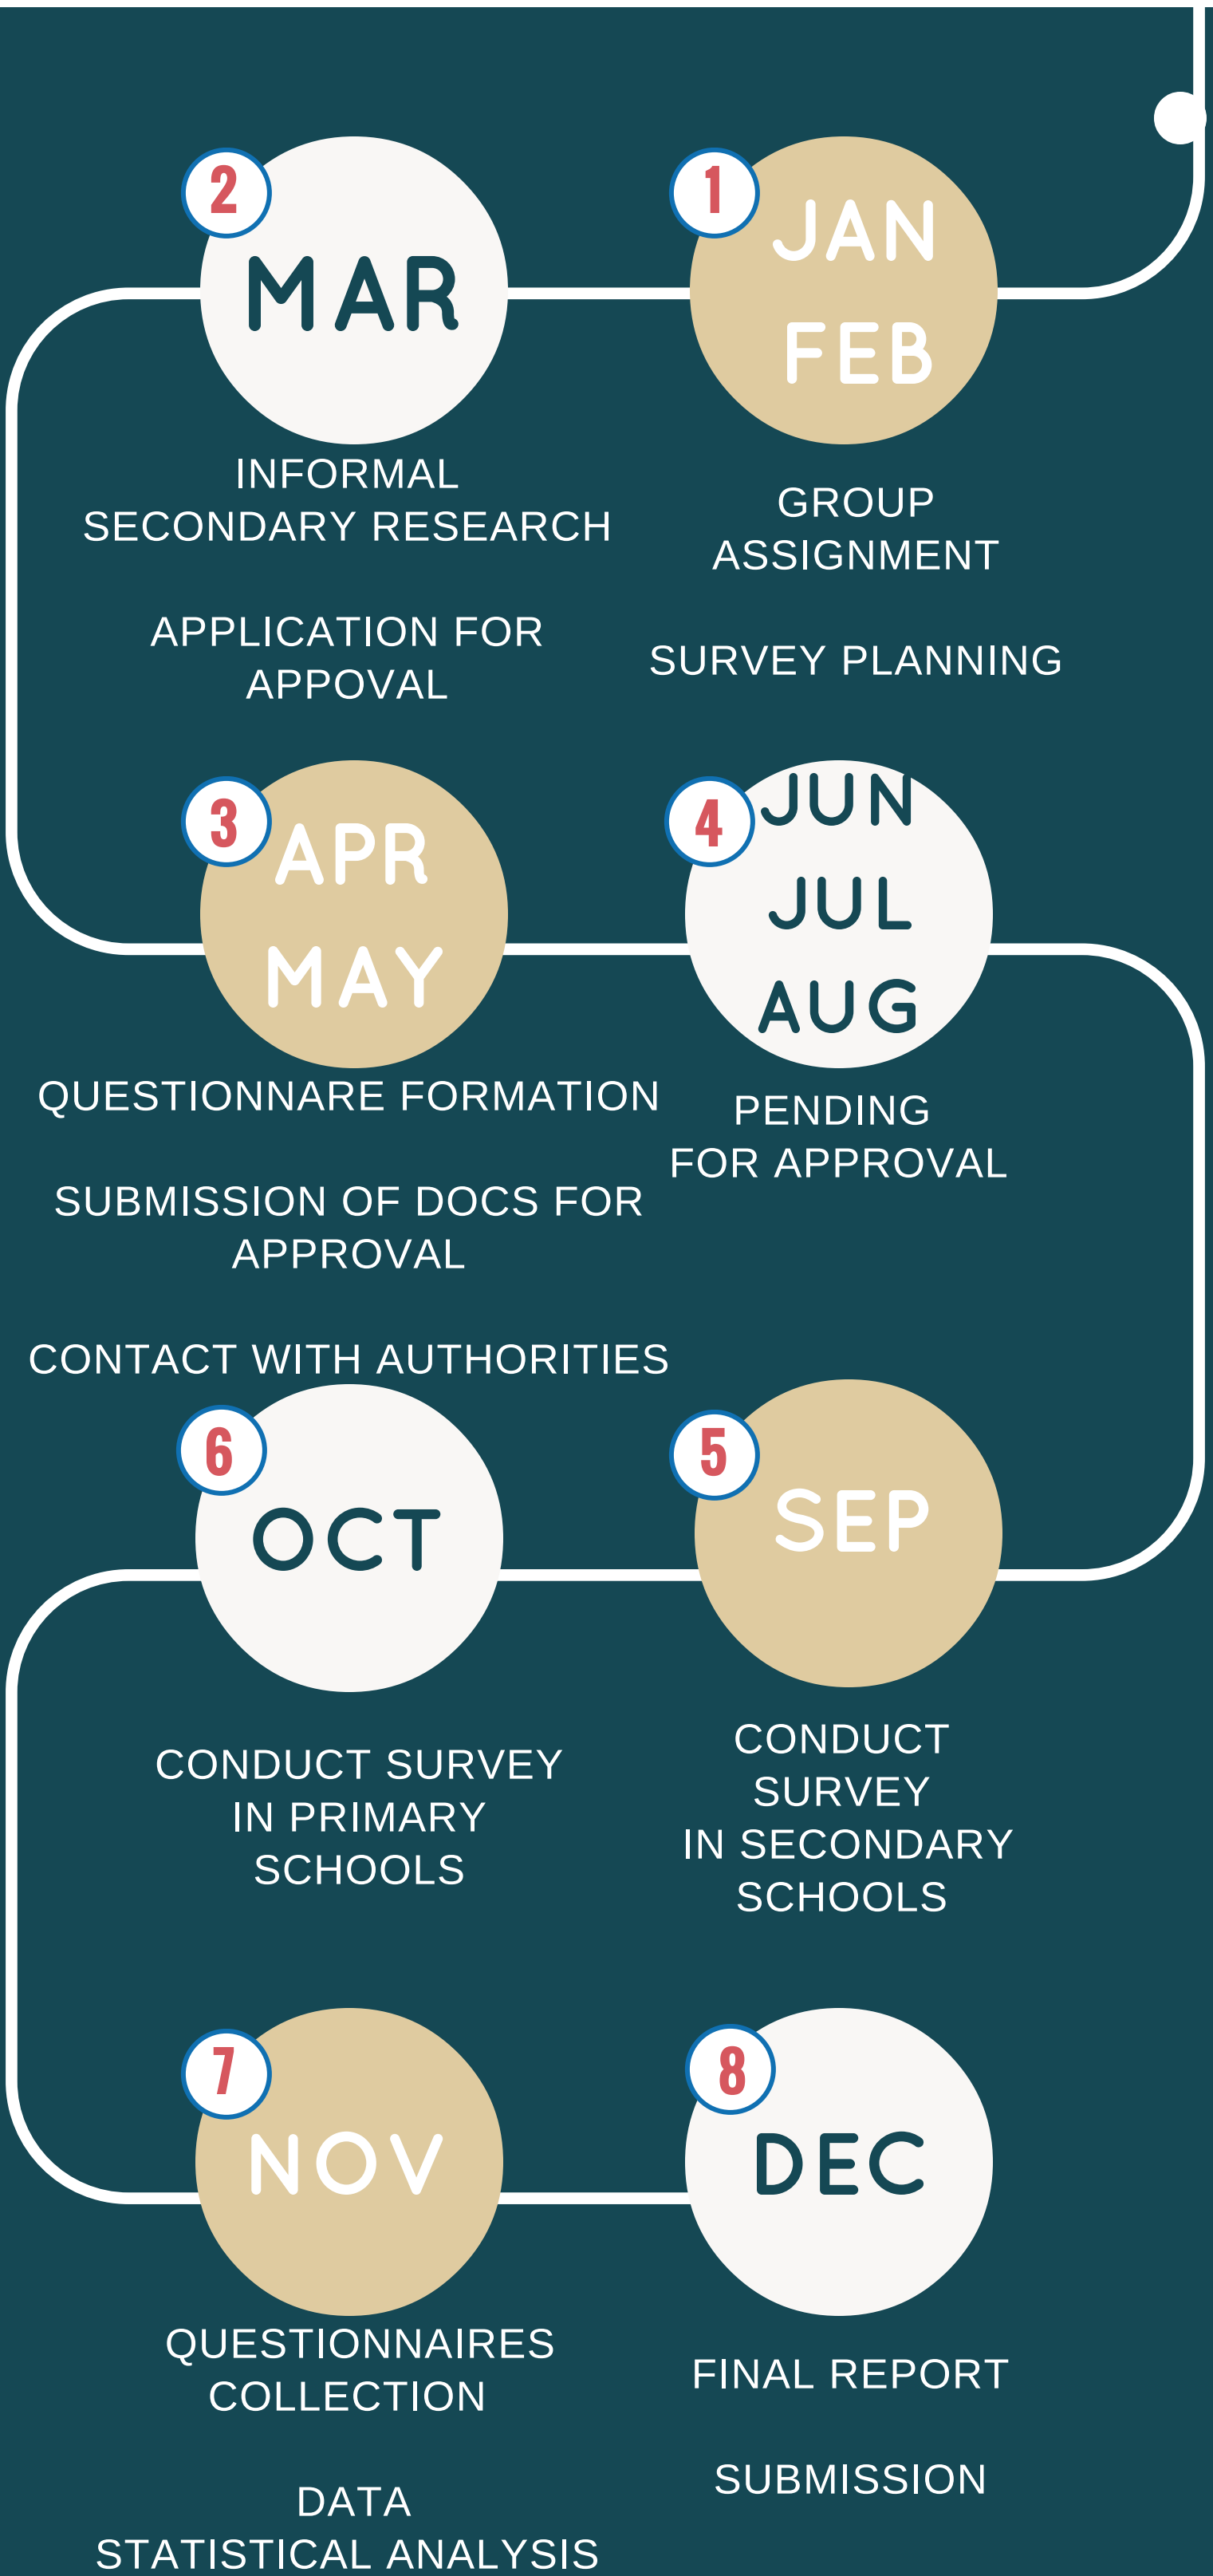 1
JAN
FEB
GROUP
ASSIGNMENT
SURVEY PLANNING
2
MAR
INFORMAL
SECONDARY RESEARCH
APPLICATION FOR
APPOVAL
3
APR
MAY
QUESTIONNARE FORMATION
SUBMISSION OF DOCS FOR
APPROVAL
CONTACT WITH AUTHORITIES
4
JUN
JUL
AUG
PENDING
FOR APPROVAL
5
SEP
CONDUCT
SURVEY
IN SECONDARY
SCHOOLS
6
OCT
CONDUCT SURVEY
IN PRIMARY
SCHOOLS
7
NOV
QUESTIONNAIRES
COLLECTION
DATA
STATISTICAL ANALYSIS
8
DEC
FINAL REPORT
SUBMISSION